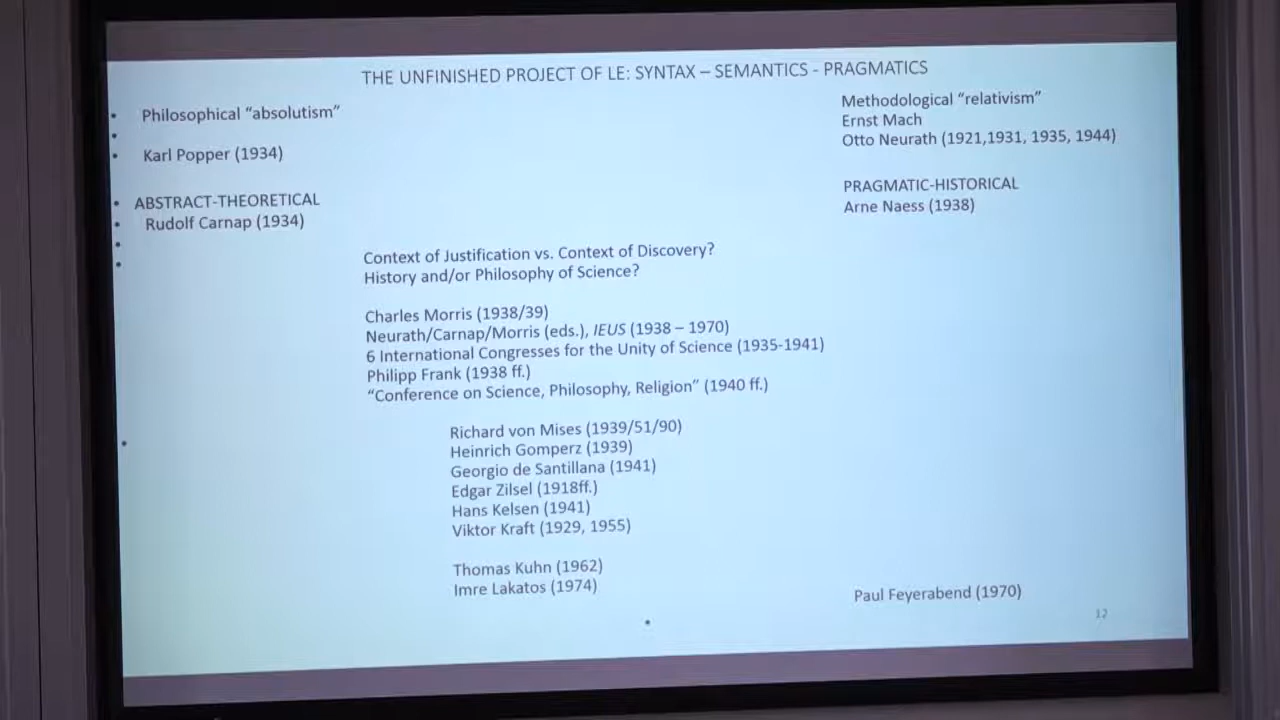 THE UNFINISHED PROJECT OF LE: SYNTAX – SEMANTICS - PRAGMATICS
• Philosophical “absolutism”
•
• Karl Popper (1934)
• ABSTRACT-THEORETICAL
• Rudolf Carnap (1934)
•
•
Methodological “relativism”
Ernst Mach
Otto Neurath (1921,1931, 1935, 1944)
PRAGMATIC-HISTORICAL
Arne Naess (1938)
Context of Justification vs. Context of Discovery?
History and/or Philosophy of Science?
Charles Morris (1938/39)
Neurath/Carnap/Morris (eds.), IEUS (1938 – 1970)
6 International Congresses for the Unity of Science (1935-1941)
Philipp Frank (1938 ff.)
“Conference on Science, Philosophy, Religion” (1940 ff.)
•
Richard von Mises (1939/51/90)
Heinrich Gomperz (1939)
Georgio de Santillana (1941)
Edgar Zilsel (1918ff.)
Hans Kelsen (1941)
Viktor Kraft (1929, 1955)
Thomas Kuhn (1962)
Imre Lakatos (1974)
Paul Feyerabend (1970)
•
12